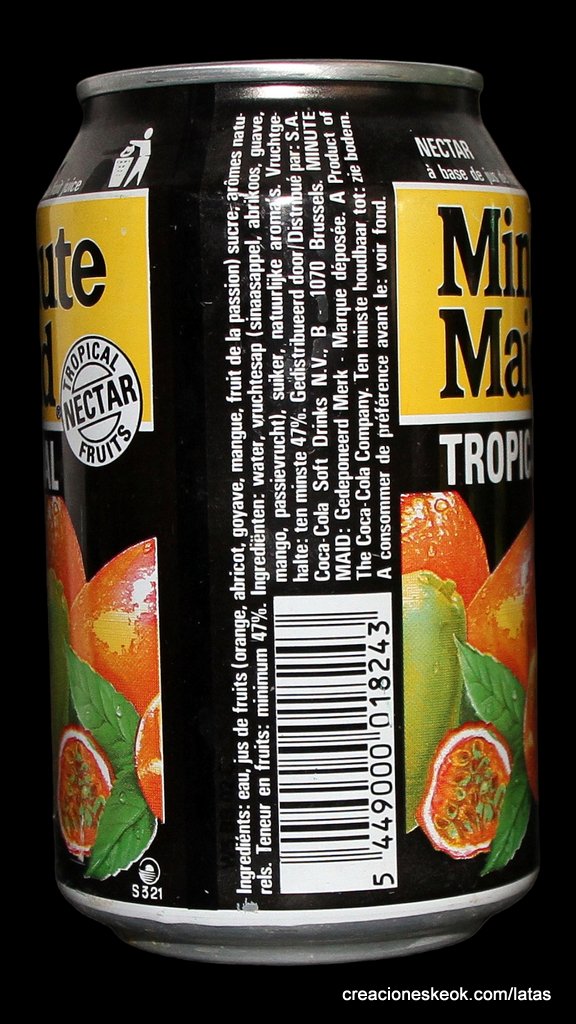 juice
ute
d
®
TROPICAL
NECTAR
FRUITS
AL
S 321
Ingrediénts: eau, jus de fruits (orange, abricot, goyave, mangue, fruit de la passion) sucre, arômes natu-
rels. Teneur en fruits: minimum 47%. Ingrediënten: water, vruchtesap (sinaasappel, abrikoos, guave,
mango, passievrucht), suiker, natuurlijke aroma's. Vruchtge-
halte: ten minste 47%. Gedistribueerd door/Distribué par: S.A.
Coca-Cola Soft Drinks N.V., B - 1070 Brussels. MINUTE
MAID: Gedeponeerd Merk - Marque déposée. A Product of
The Coca-Cola Company. Ten minste houdbaar tot: zie bodem.
A consommer de préférence avant le: voir fond.
5 449000 018243
NECTAR
à base de jus
Min
Mai
TROPIC
creacioneskeok.com/latas